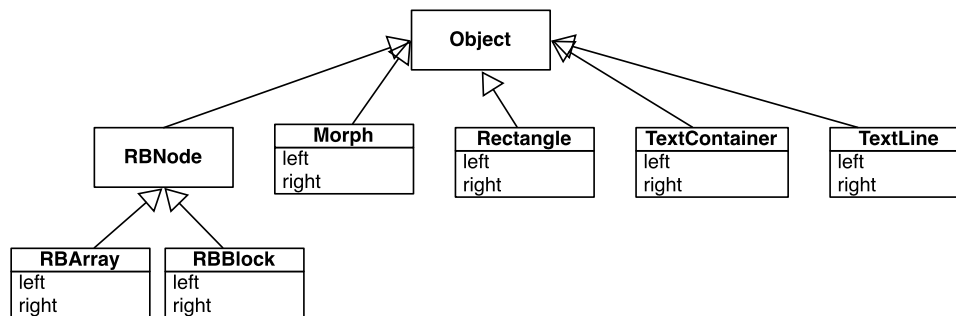 Object
RBNode
Morph
left
right
Rectangle
left
right
TextContainer
left
right
TextLine
left
right
RBArray
left
right
RBBlock
left
right